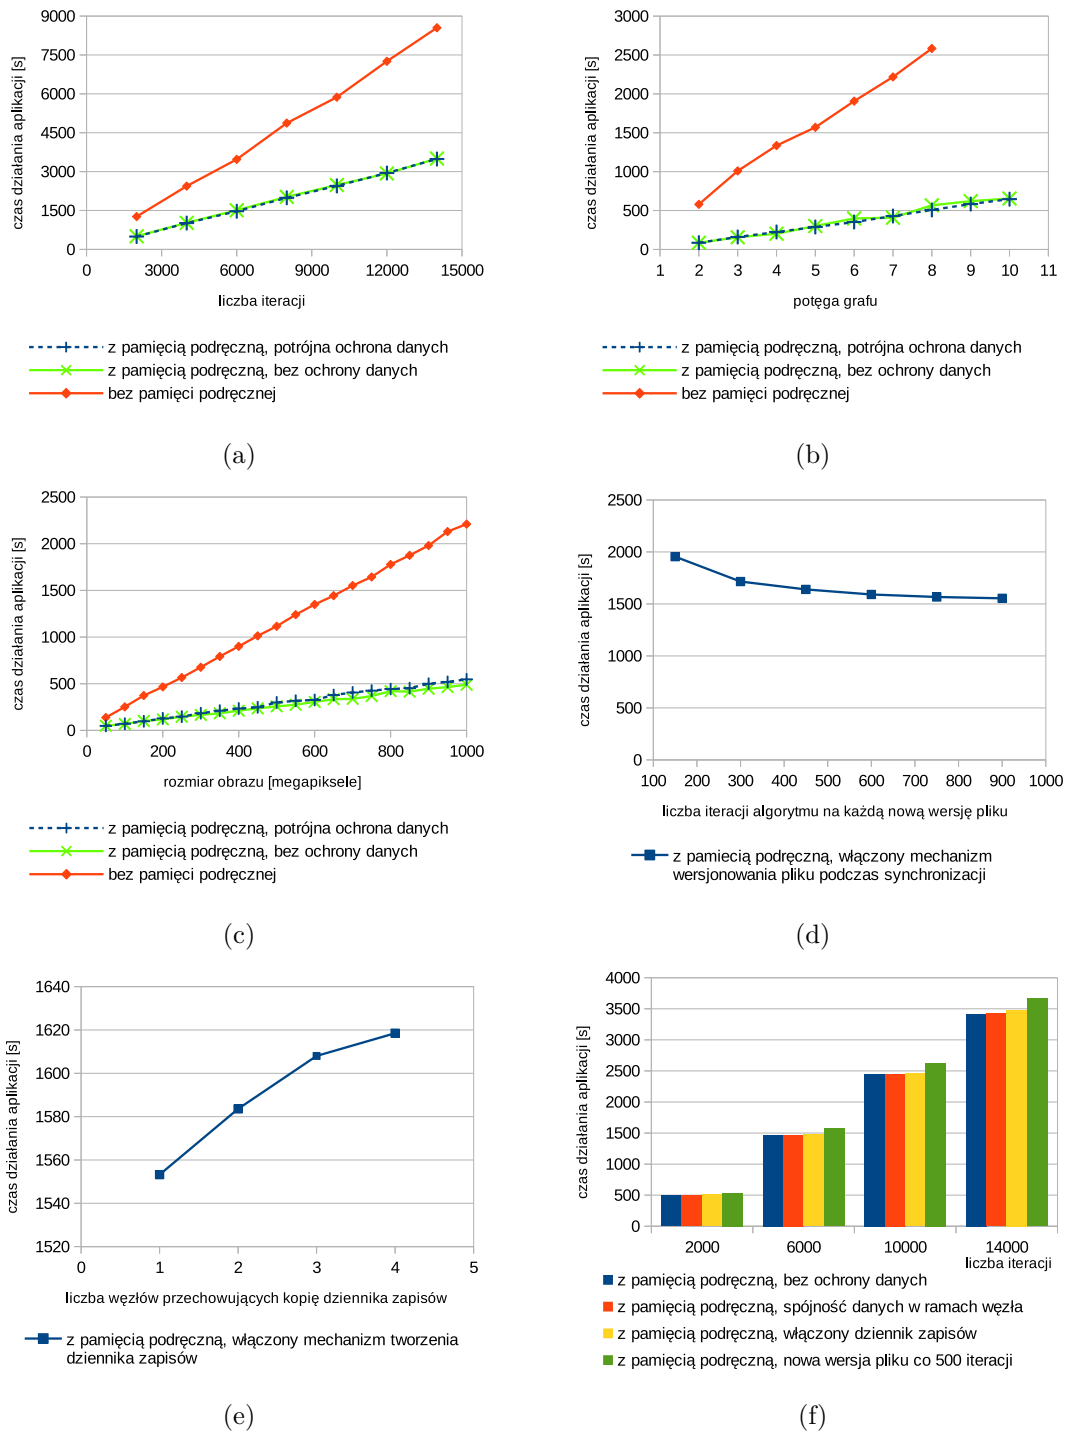 9000
7500
6000
4500
3000
1500
0
0 3000 6000 9000 12000 15000
czas działania aplikacji [s]
liczba iteracji
z pamięcią podręczną, potrójna ochrona danych
z pamięcią podręczną, bez ochrony danych
bez pamięci podręcznej
(a)
3000
2500
2000
1500
1000
500
0
1 2 3 4 5 6 7 8 9 10 11
czas działania aplikacji [s]
potęga grafu
z pamięcią podręczną, potrójna ochrona danych
z pamięcią podręczną, bez ochrony danych
bez pamięci podręcznej
(b)
2500
2000
1500
1000
500
0
0 200 400 600 800 1000
czas działania aplikacji [s]
rozmiar obrazu [megapiksele]
z pamięcią podręczną, potrójna ochrona danych
z pamięcią podręczną, bez ochrony danych
bez pamięci podręcznej
(c)
2500
2000
1500
1000
500
0
100 200 300 400 500 600 700 800 900 1000
czas działania aplikacji [s]
liczba iteracji algorytmu na każdą nową wersję pliku
z pamiecią podręczną, włączony mechanizm
wersjonowania pliku podczas synchronizacji
(d)
1640
1620
1600
1580
1560
1540
1520
0 1 2 3 4 5
czas działania aplikacji [s]
liczba węzłów przechowujących kopię dziennika zapisów
z pamięcią podręczną, włączony mechanizm tworzenia
dziennika zapisów
(e)
4000
3500
3000
2500
2000
1500
1000
500
0
2000 6000 10000 14000
czas działania aplikacji [s]
liczba iteracji
z pamięcią podręczną, bez ochrony danych
z pamięcią podręczną, spójność danych w ramach węzła
z pamięcią podręczną, włączony dziennik zapisów
z pamięcią podręczną, nowa wersja pliku co 500 iteracji
(f)